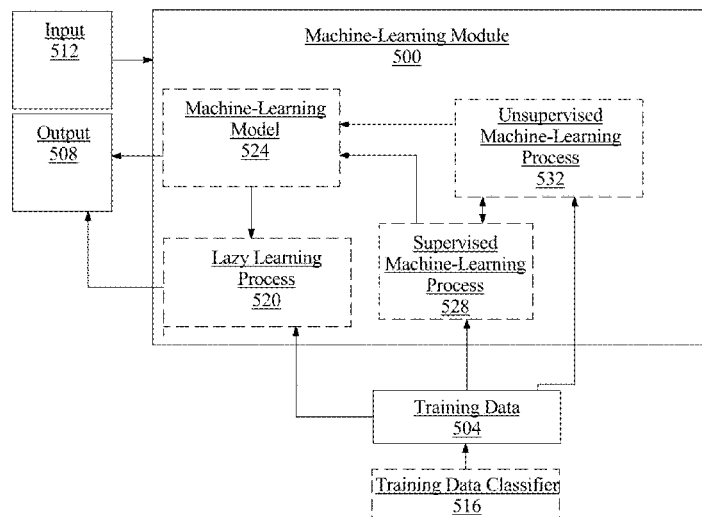 Input
512
Machine-Learning Module
500
Output
508
Machine-Learning
Model
524
Unsupervised
Machine-Learning
Process
532
Lazy Learning
Process
520
Supervised
Machine-Learning
Process
528
Training Data
504
Training Data Classifier
516